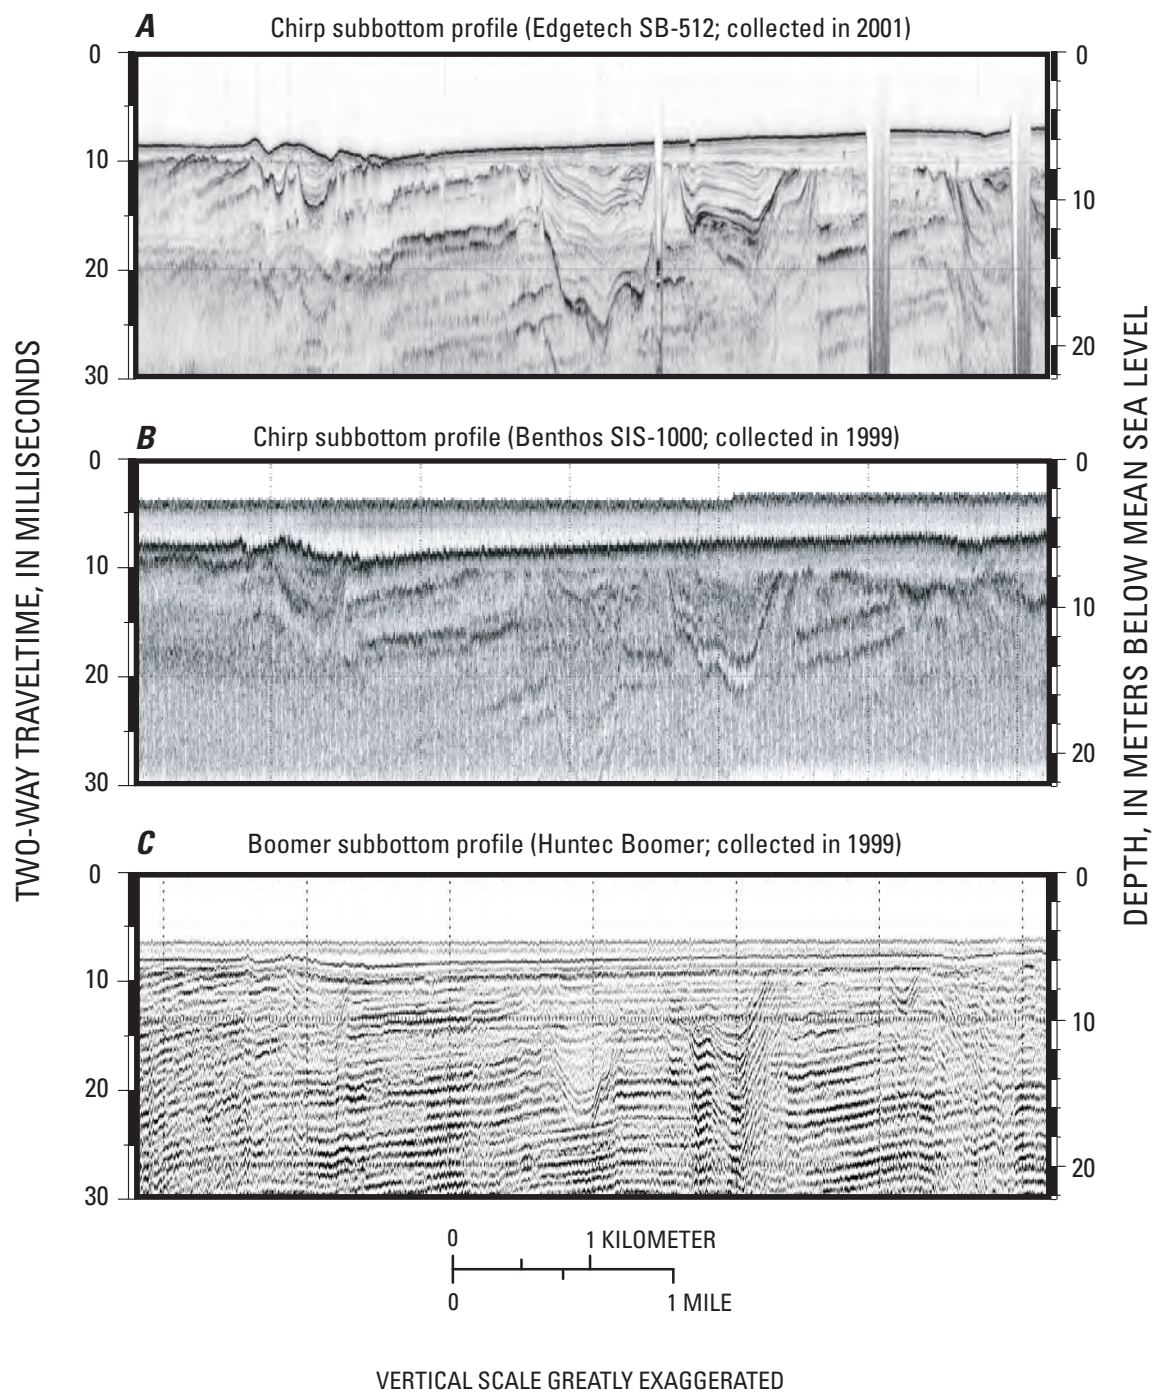 A Chirp subbottom profile (Edgetech SB-512; collected in 2001)
0 0
10 10
20 20
30
B Chirp subbottom profile (Benthos SIS-1000; collected in 1999)
0 0
10 10
20 20
30
C Boomer subbottom profile (Huntec Boomer; collected in 1999)
0 0
10 10
20 20
30
TWO-WAY TRAVELTIME, IN MILLISECONDS
DEPTH, IN METERS BELOW MEAN SEA LEVEL
0 1 KILOMETER
0 1 MILE
VERTICAL SCALE GREATLY EXAGGERATED